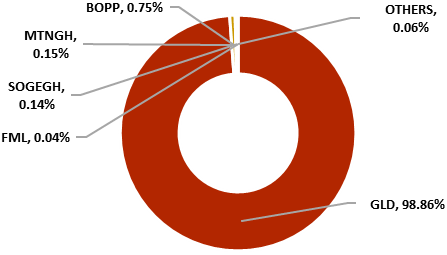 BOPP, 0.75%
OTHERS,
0.06%
MTNGH,
0.15%
SOGEGH,
0.14%
FML, 0.04%
GLD, 98.86%